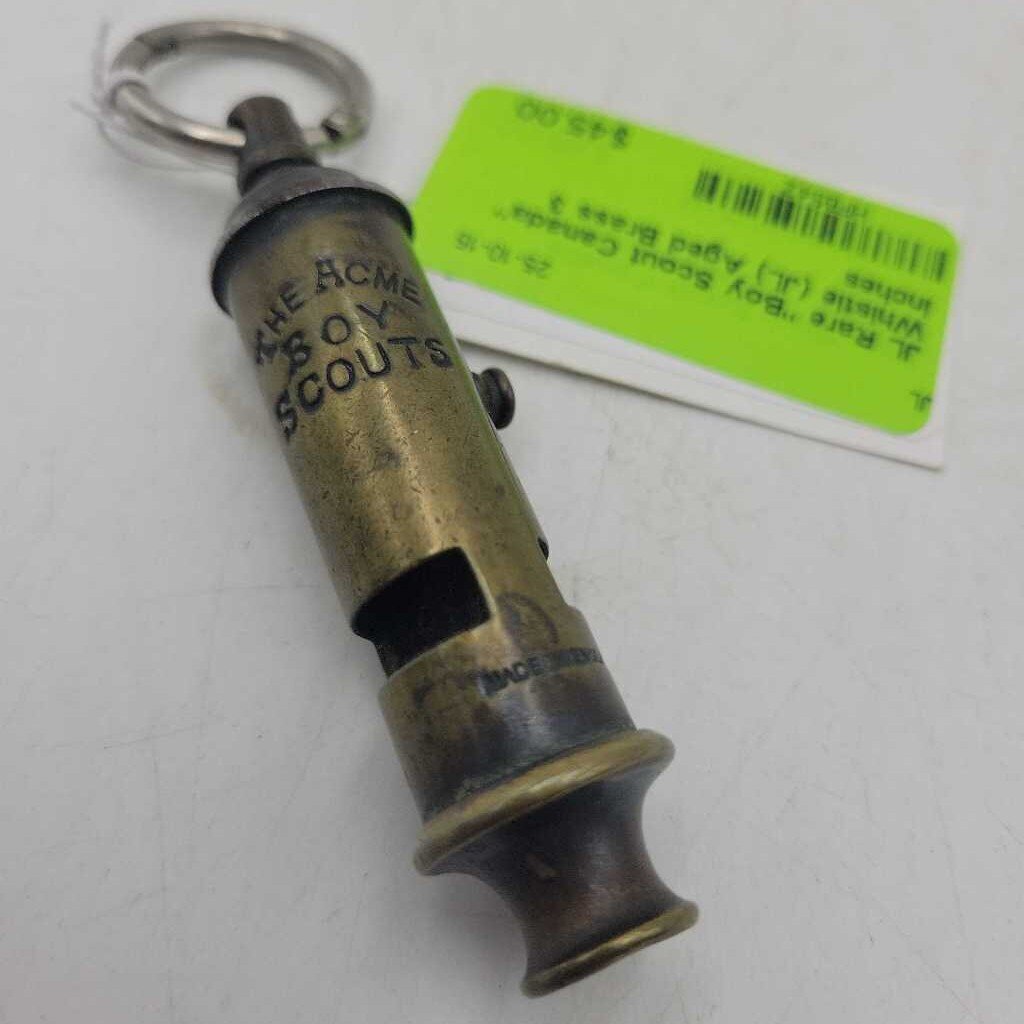 THE ACME
BOY
SCOUTS
MADE
$45.00
25-10-15
JL Rare "Boy Scout Canada"
Whistle (JL) Aged Brass 3
inches
JL